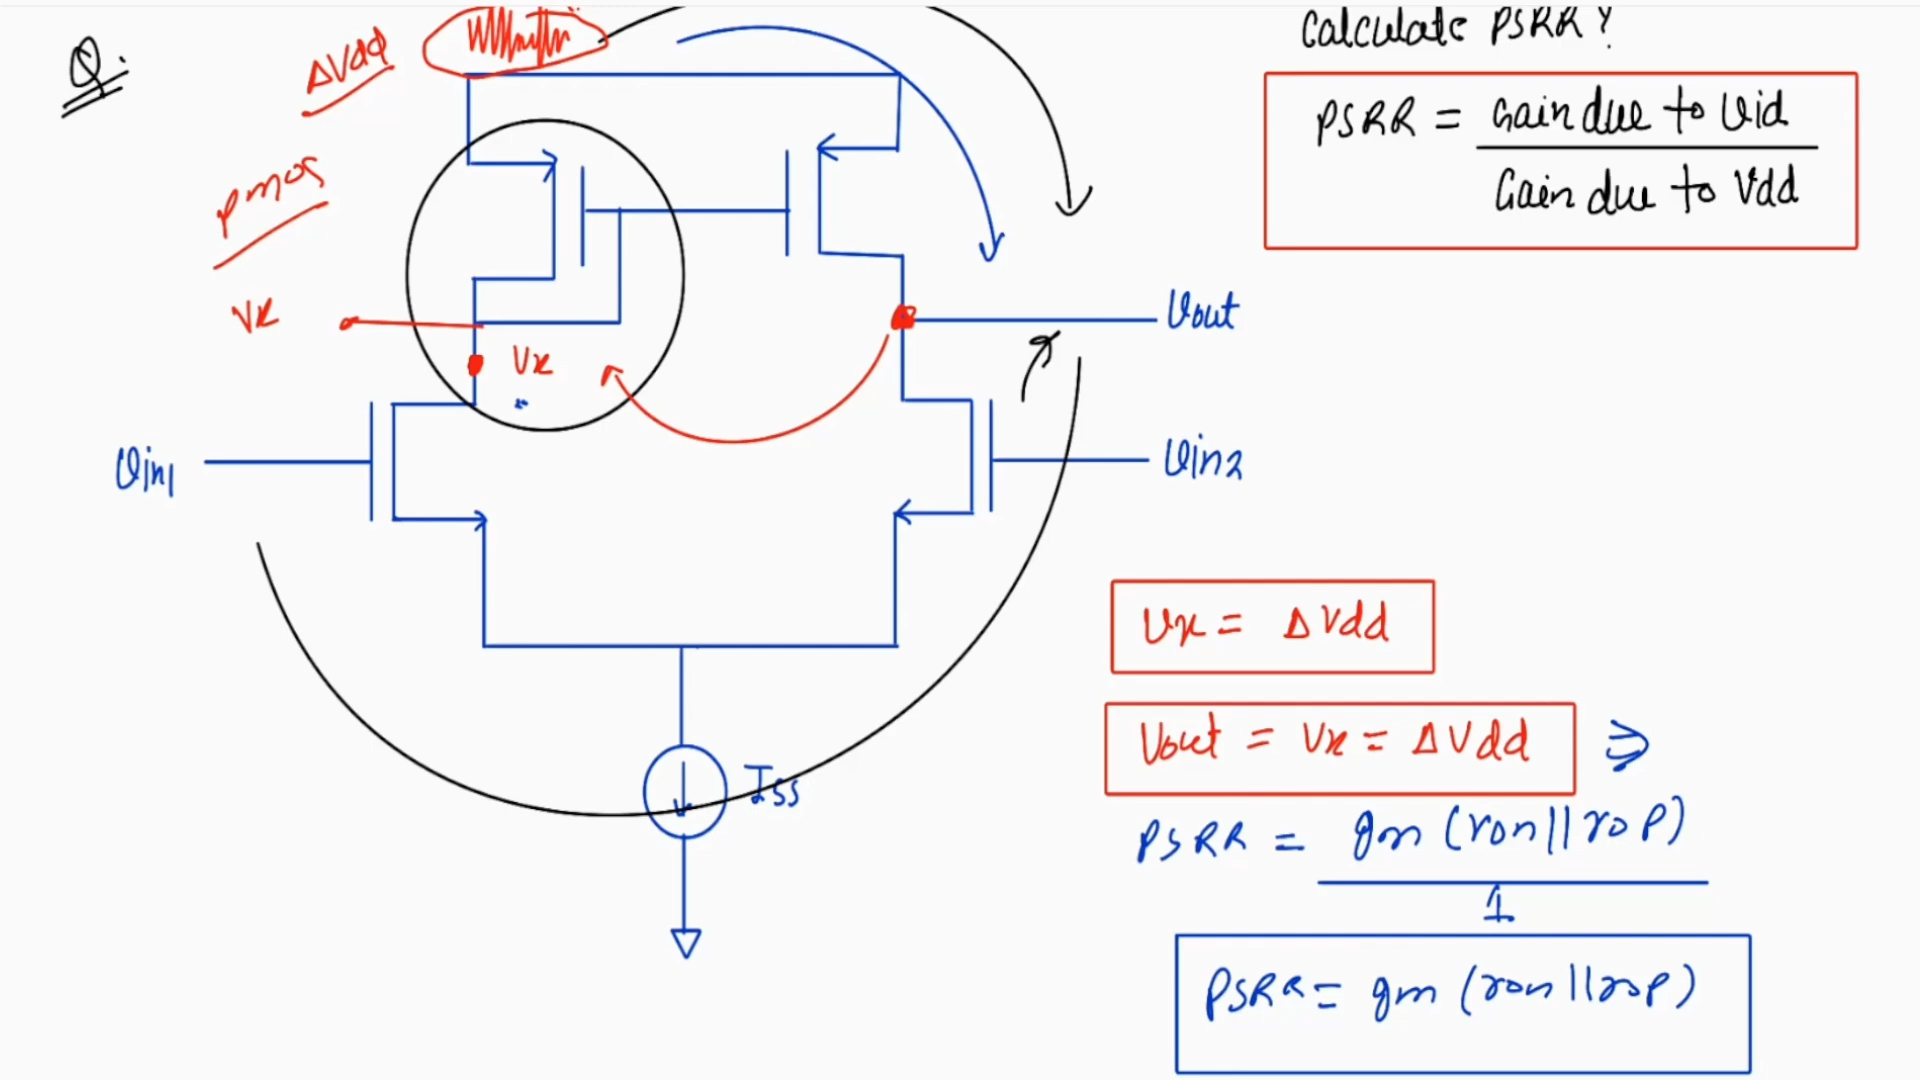 Q.
Calculate PSRR?
ΔVdd
PSRR = Gain due to Vid
Gain due to Vdd
pmos
Vx
Vx
Vout
Vin1
Vin2
Iss
Vx = ΔVdd
Vout = Vx = ΔVdd
PSRR = gm (ron || rop)
1
PSRR = gm (ron || rop)